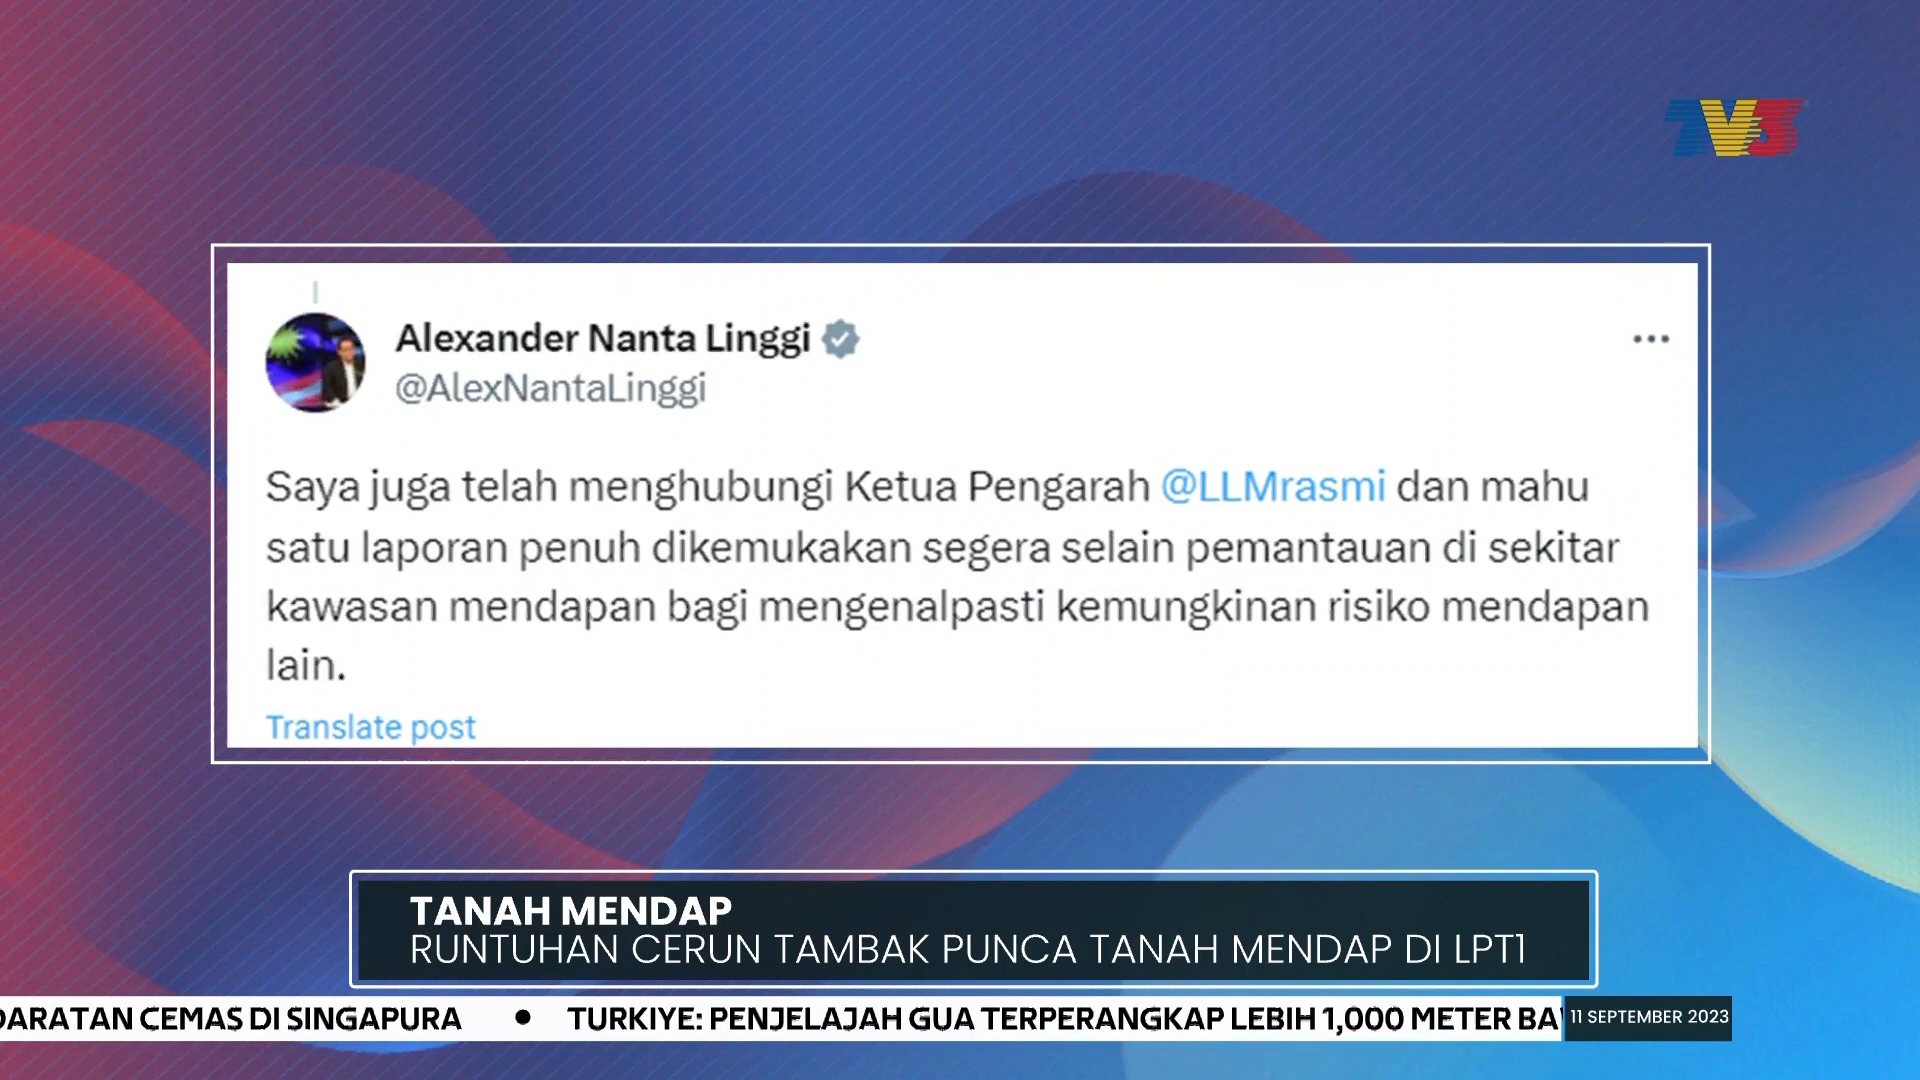 TV3
Alexander Nanta Linggi
@AlexNantaLinggi
Saya juga telah menghubungi Ketua Pengarah @LLMrasmi dan mahu
satu laporan penuh dikemukakan segera selain pemantauan di sekitar
kawasan mendapan bagi mengenalpasti kemungkinan risiko mendapan
lain.
Translate post
TANAH MENDAP
RUNTUHAN CERUN TAMBAK PUNCA TANAH MENDAP DI LPT1
DARATAN CEMAS DI SINGAPURA • TURKIYE: PENJELAJAH GUA TERPERANGKAP LEBIH 1,000 METER BA
11 SEPTEMBER 2023